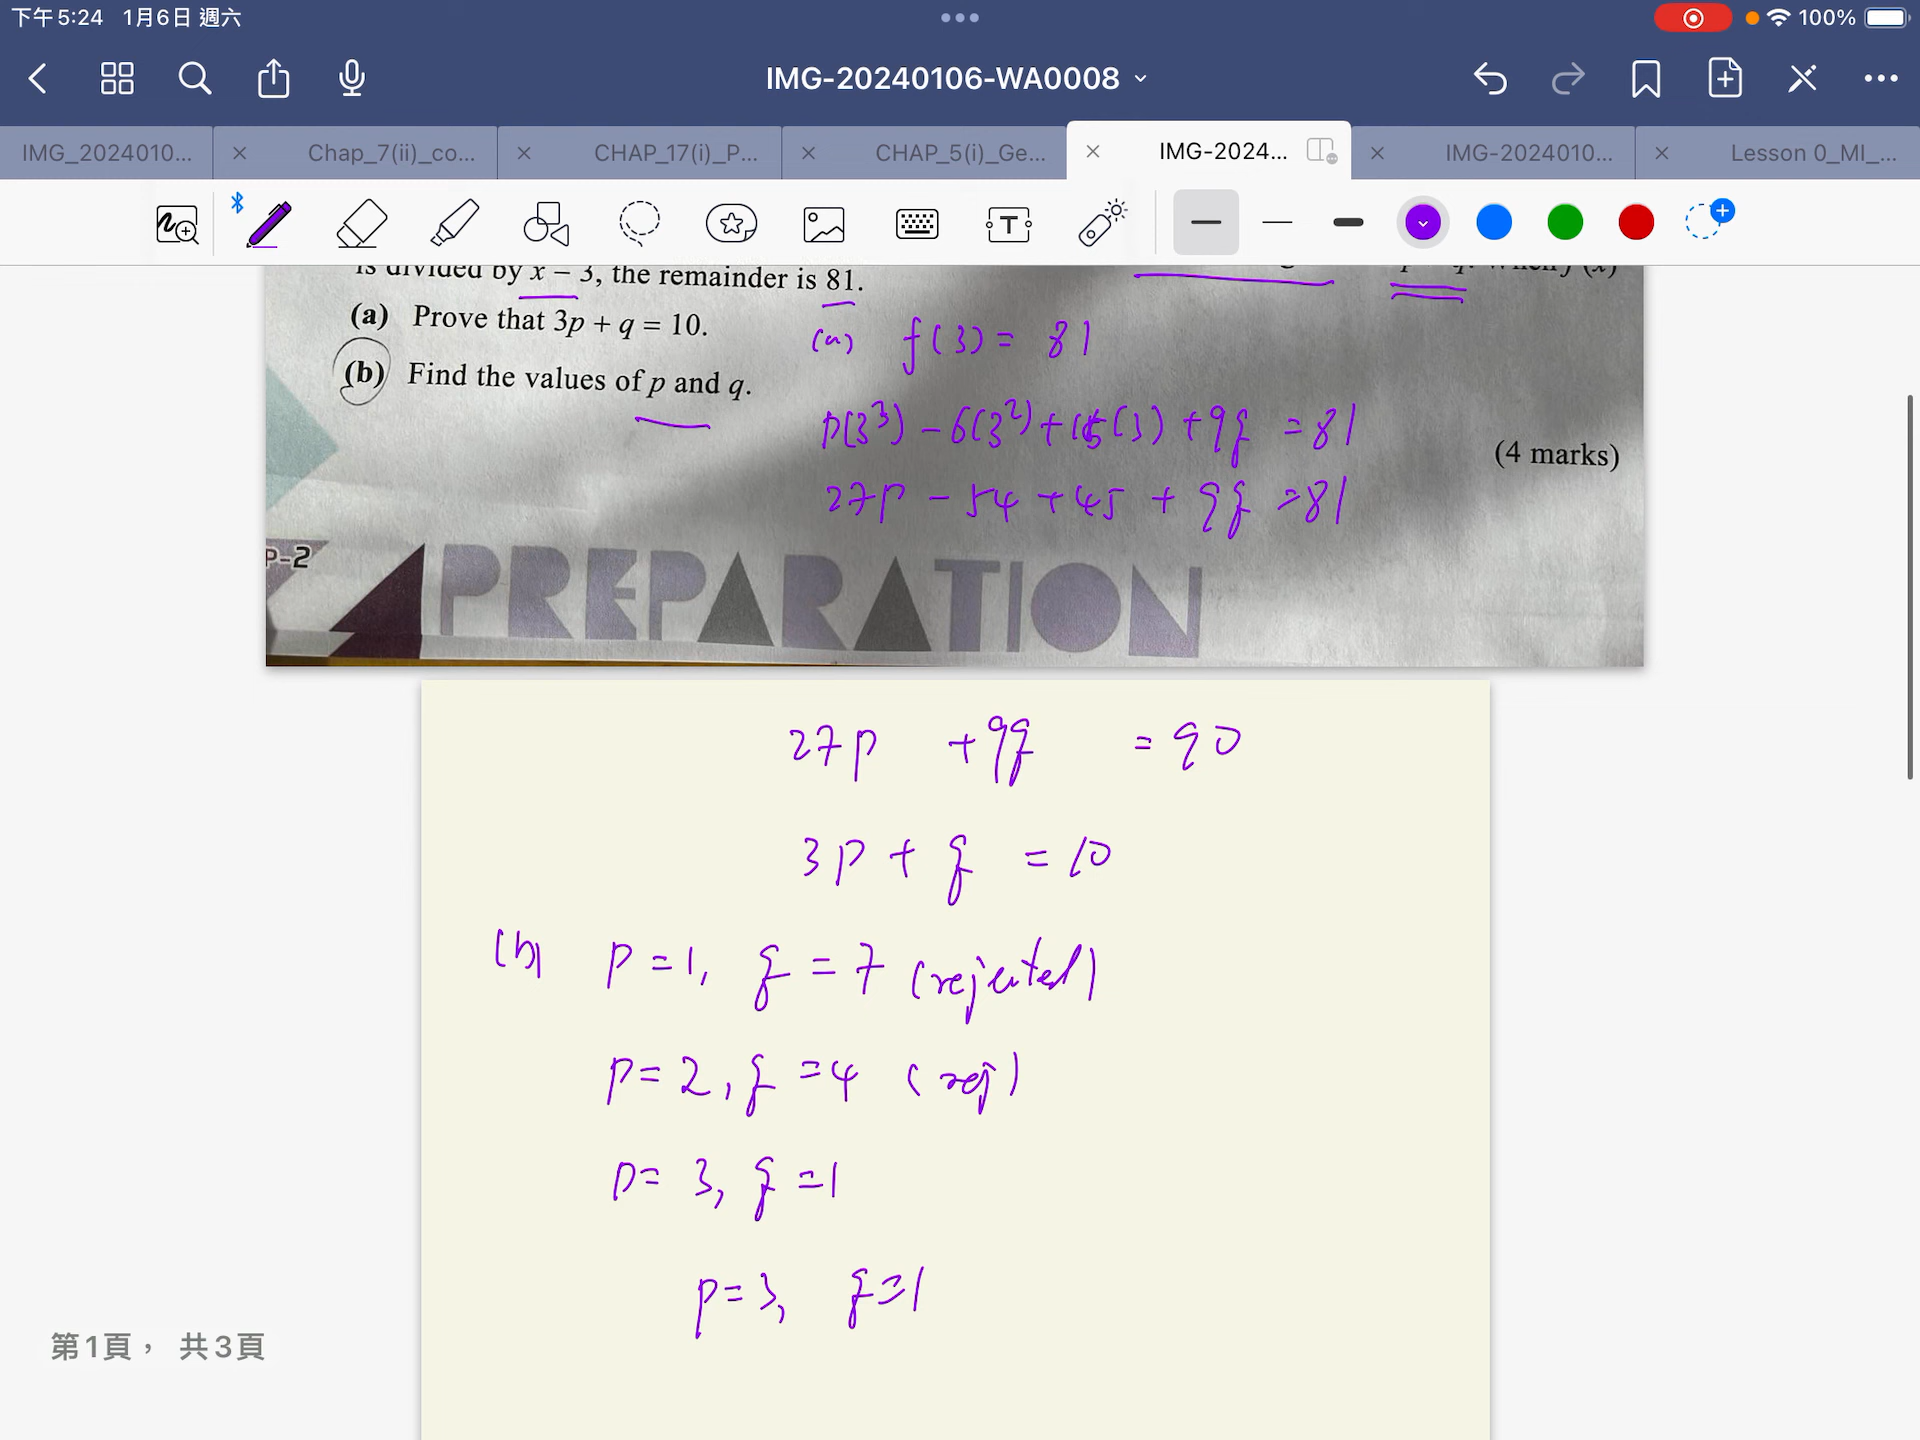 下午5:24 1月6日 週六
100%
IMG-20240106-WA0008
IMG_2024010...
Chap_7(ii)_co...
CHAP_17(i)_P...
CHAP_5(i)_Ge...
IMG-2024...
IMG-2024010...
Lesson 0_MI_...
is divided by x − 3, the remainder is 81.
(a) Prove that 3p + q = 10.
(b) Find the values of p and q.
(4 marks)
(a) f(3) = 81
p(3³) − 6(3²) + 15(3) + 9q = 81
27p − 54 + 45 + 9q = 81
P-2
PREPARATION
27p + 9q = 90
3p + q = 10
(b) p = 1, q = 7 (rejected)
p = 2, q = 4 (rej)
p = 3, q = 1
p = 3, q = 1
第1頁， 共3頁